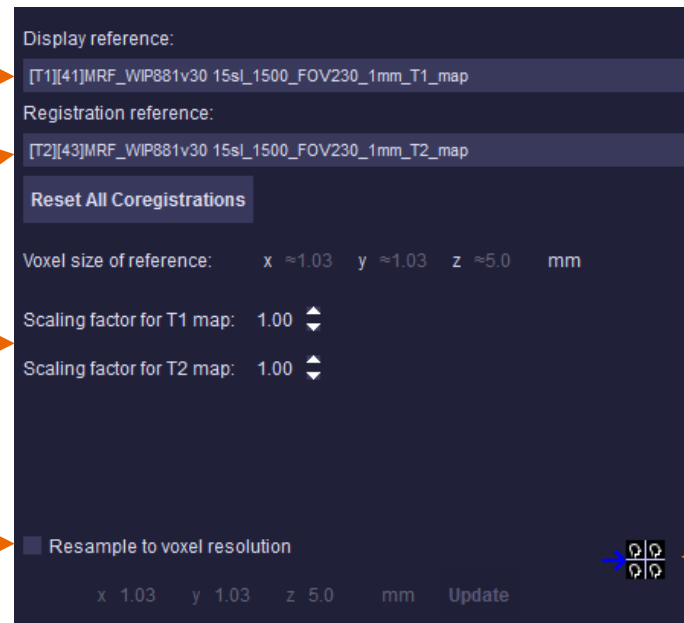 Display reference:
[T1][41]MRF_WIP881v30 15sl_1500_FOV230_1mm_T1_map
Registration reference:
[T2][43]MRF_WIP881v30 15sl_1500_FOV230_1mm_T2_map
Reset All Coregistrations
Voxel size of reference: x ≈1.03 y ≈1.03 z ≈5.0 mm
Scaling factor for T1 map: 1.00
Scaling factor for T2 map: 1.00
Resample to voxel resolution
x 1.03 y 1.03 z 5.0 mm Update